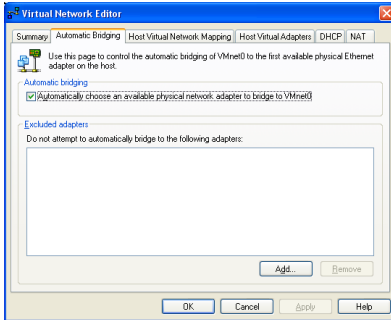 Virtual Network Editor
Summary Automatic Bridging Host Virtual Network Mapping Host Virtual Adapters DHCP NAT
Use this page to control the automatic bridging of VMnet0 to the first available physical Ethernet
adapter on the host.
Automatic bridging
Automatically choose an available physical network adapter to bridge to VMnet0
Excluded adapters
Do not attempt to automatically bridge to the following adapters:
Add... Remove
OK Cancel Apply Help